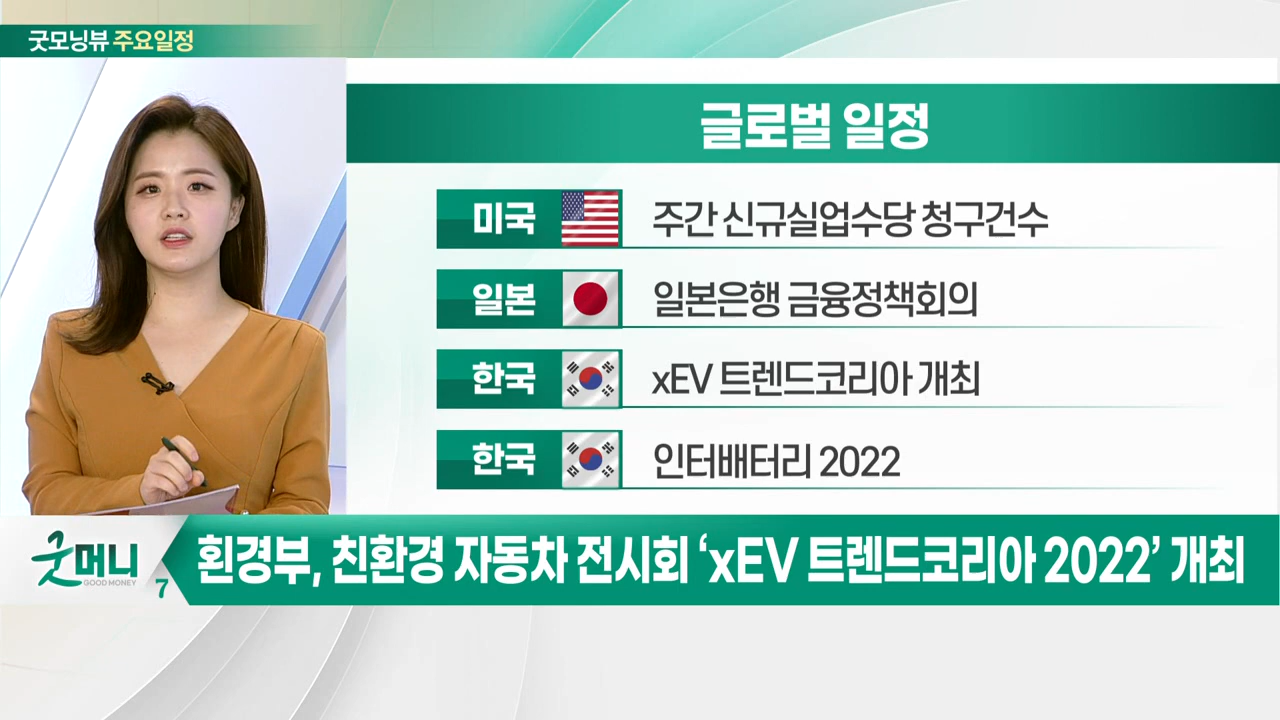 굿모닝뷰 주요일정
글로벌 일정
미국 주간 신규실업수당 청구건수
일본 일본은행 금융정책회의
한국 xEV 트렌드코리아 개최
한국 인터배터리 2022
굿머니
GOOD MONEY
7
횐경부, 친환경 자동차 전시회 ‘xEV 트렌드코리아 2022’ 개최